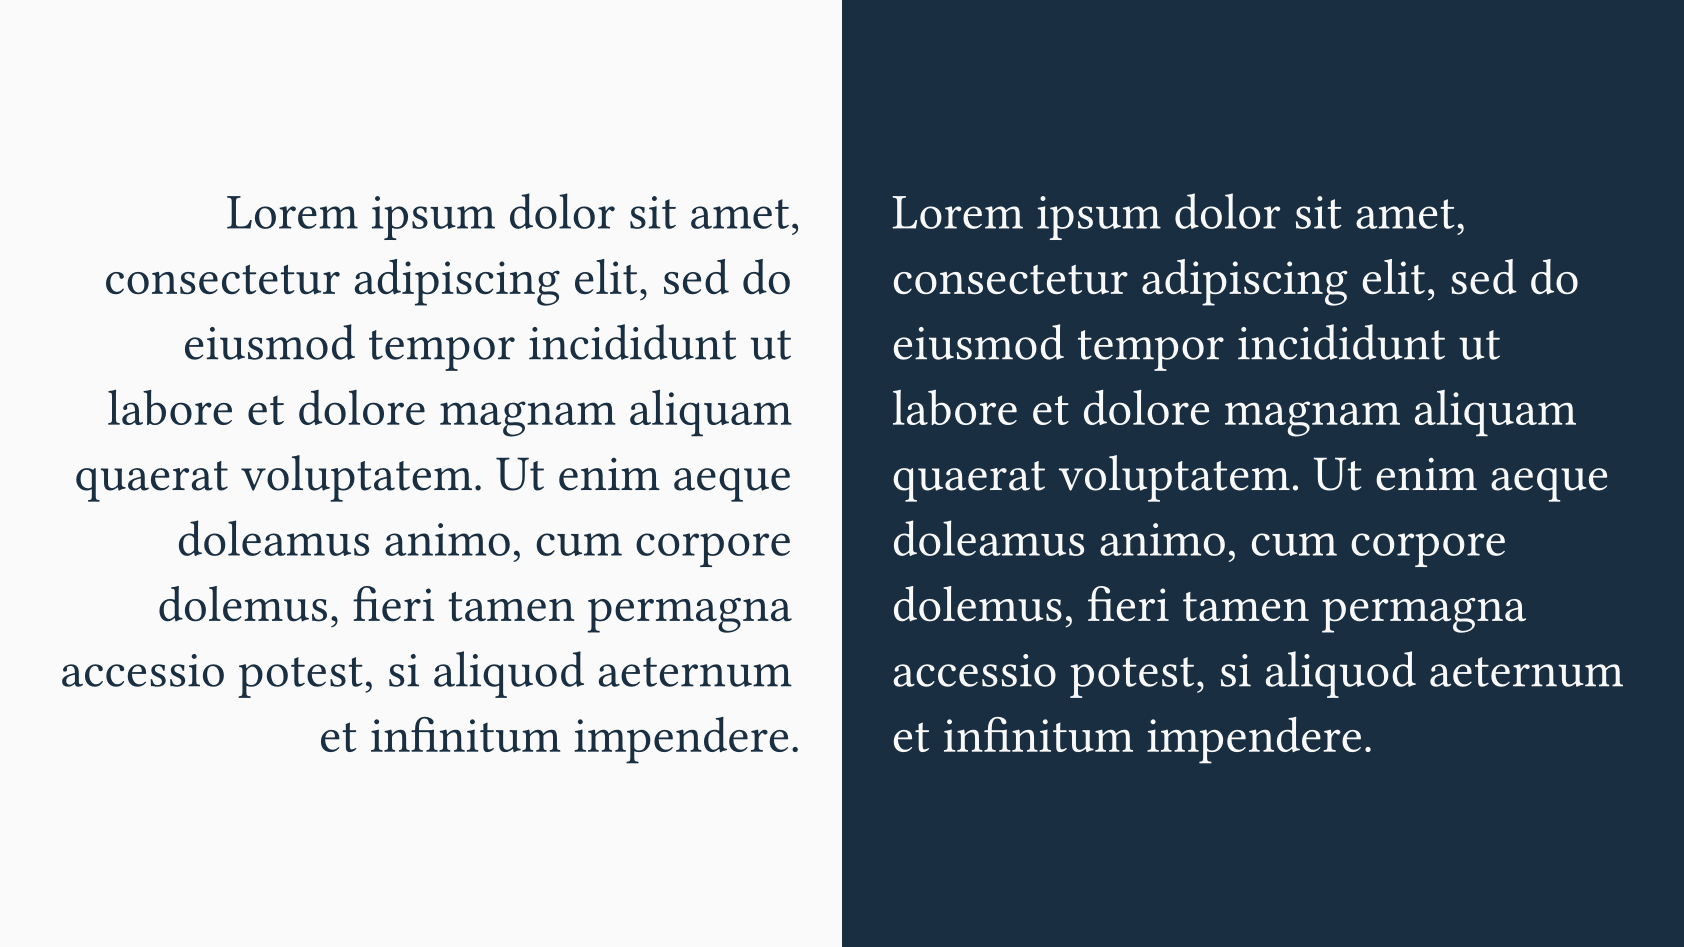 Lorem ipsum dolor sit amet,
consectetur adipiscing elit, sed do
eiusmod tempor incididunt ut
labore et dolore magnam aliquam
quaerat voluptatem. Ut enim aeque
doleamus animo, cum corpore
dolemus, fieri tamen permagna
accessio potest, si aliquod aeternum
et infinitum impendere.
Lorem ipsum dolor sit amet,
consectetur adipiscing elit, sed do
eiusmod tempor incididunt ut
labore et dolore magnam aliquam
quaerat voluptatem. Ut enim aeque
doleamus animo, cum corpore
dolemus, fieri tamen permagna
accessio potest, si aliquod aeternum
et infinitum impendere.